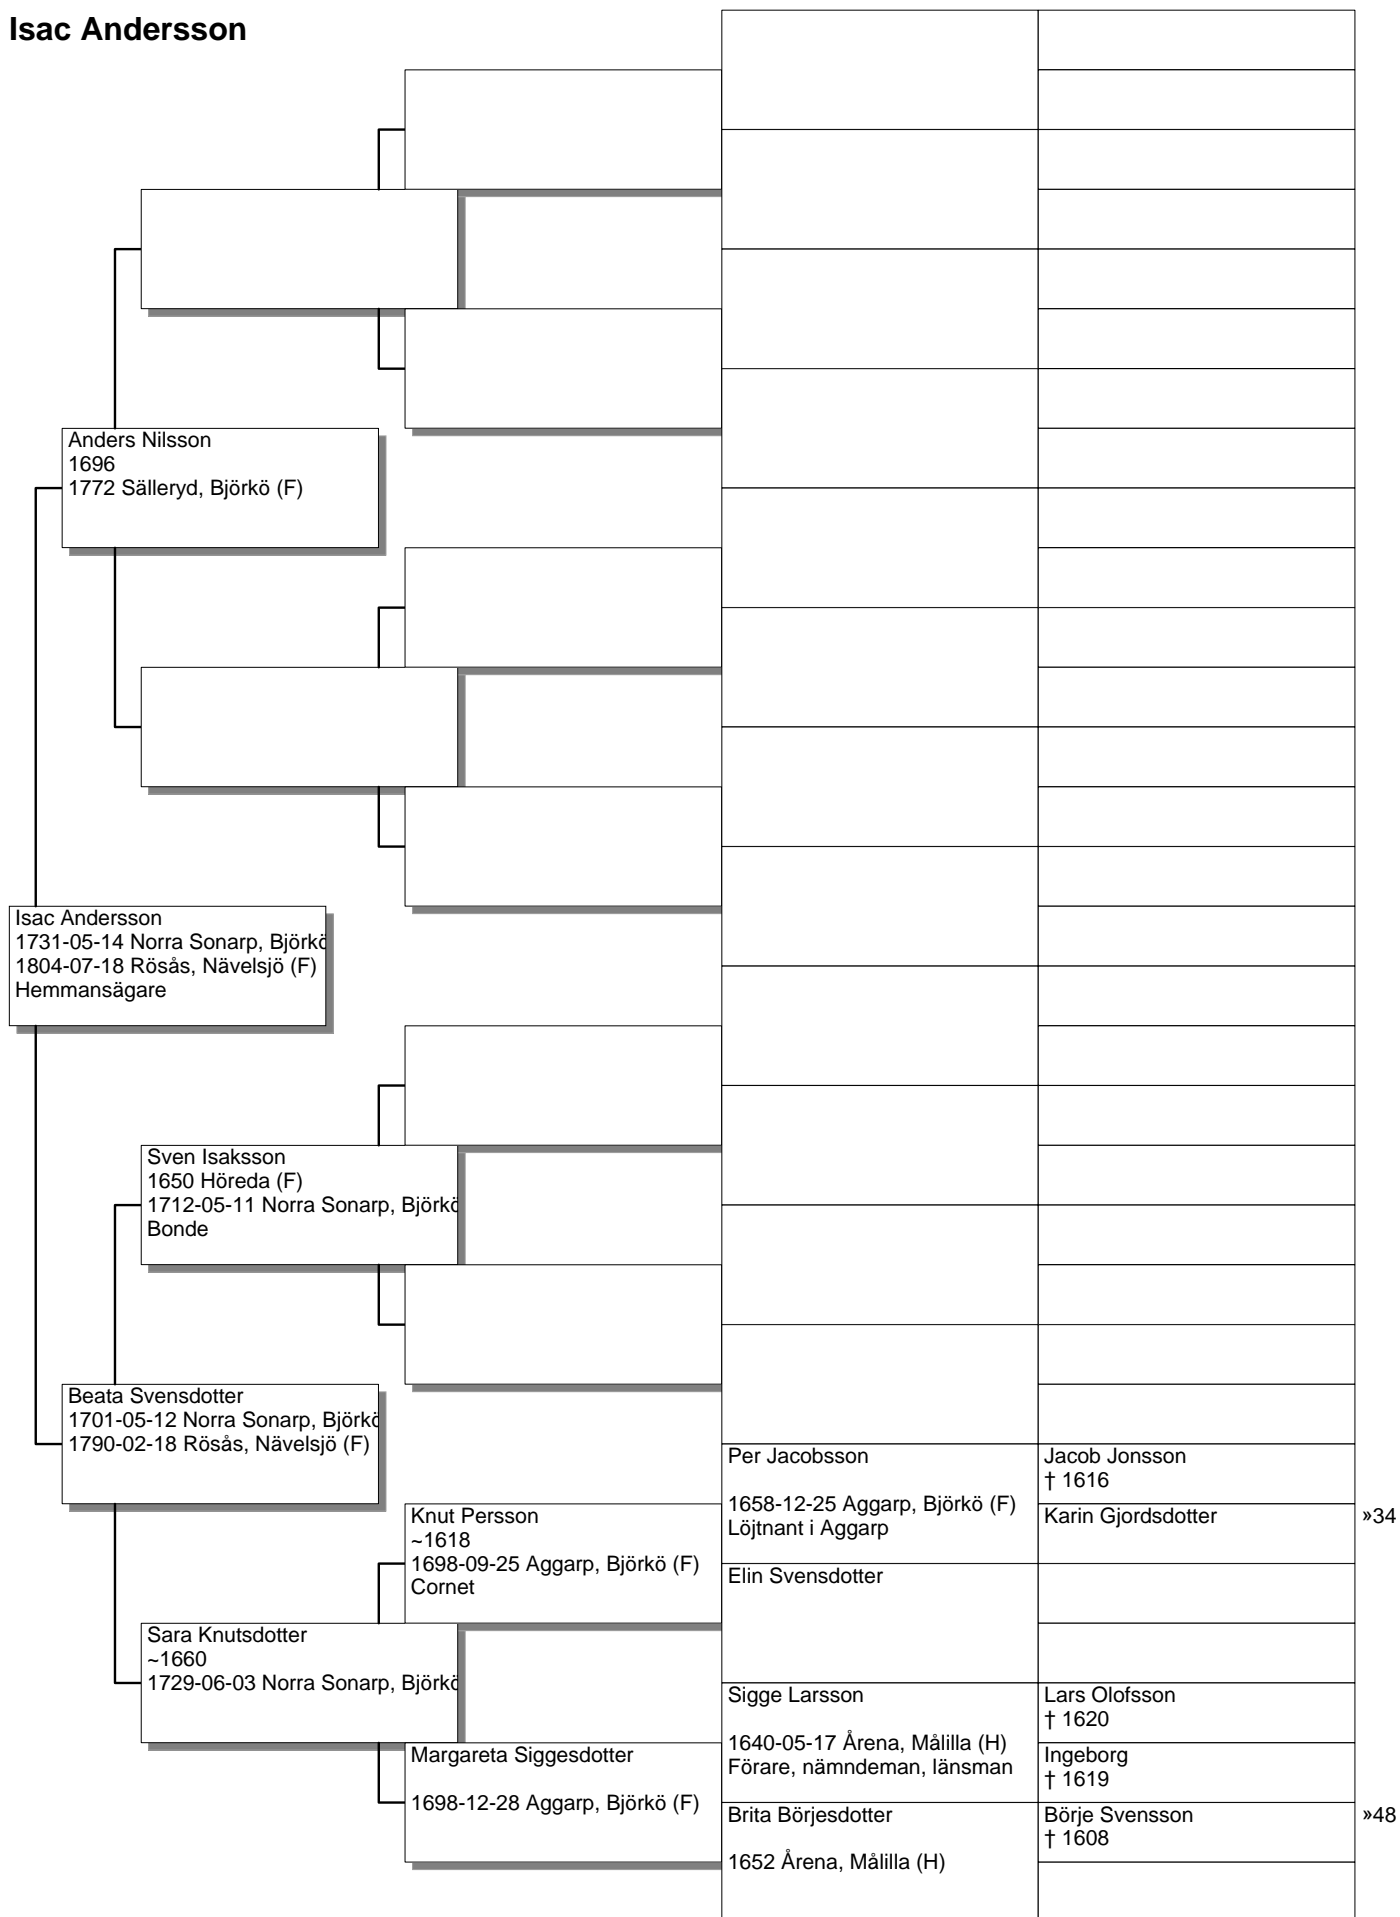 Isac Andersson
Anders Nilsson
1696
1772 Sälleryd, Björkö (F)
Isac Andersson
1731-05-14 Norra Sonarp, Björkö
1804-07-18 Rösås, Nävelsjö (F)
Hemmansägare
Sven Isaksson
1650 Höreda (F)
1712-05-11 Norra Sonarp, Björkö
Bonde
Beata Svensdotter
1701-05-12 Norra Sonarp, Björkö
1790-02-18 Rösås, Nävelsjö (F)
Knut Persson
~1618
1698-09-25 Aggarp, Björkö (F)
Cornet
Sara Knutsdotter
~1660
1729-06-03 Norra Sonarp, Björkö
Margareta Siggesdotter
1698-12-28 Aggarp, Björkö (F)
Per Jacobsson
1658-12-25 Aggarp, Björkö (F)
Löjtnant i Aggarp
Elin Svensdotter
Sigge Larsson
1640-05-17 Årena, Målilla (H)
Förare, nämndeman, länsman
Brita Börjesdotter
1652 Årena, Målilla (H)
Jacob Jonsson
† 1616
Karin Gjordsdotter
»34
Lars Olofsson
† 1620
Ingeborg
† 1619
Börje Svensson
† 1608
»48